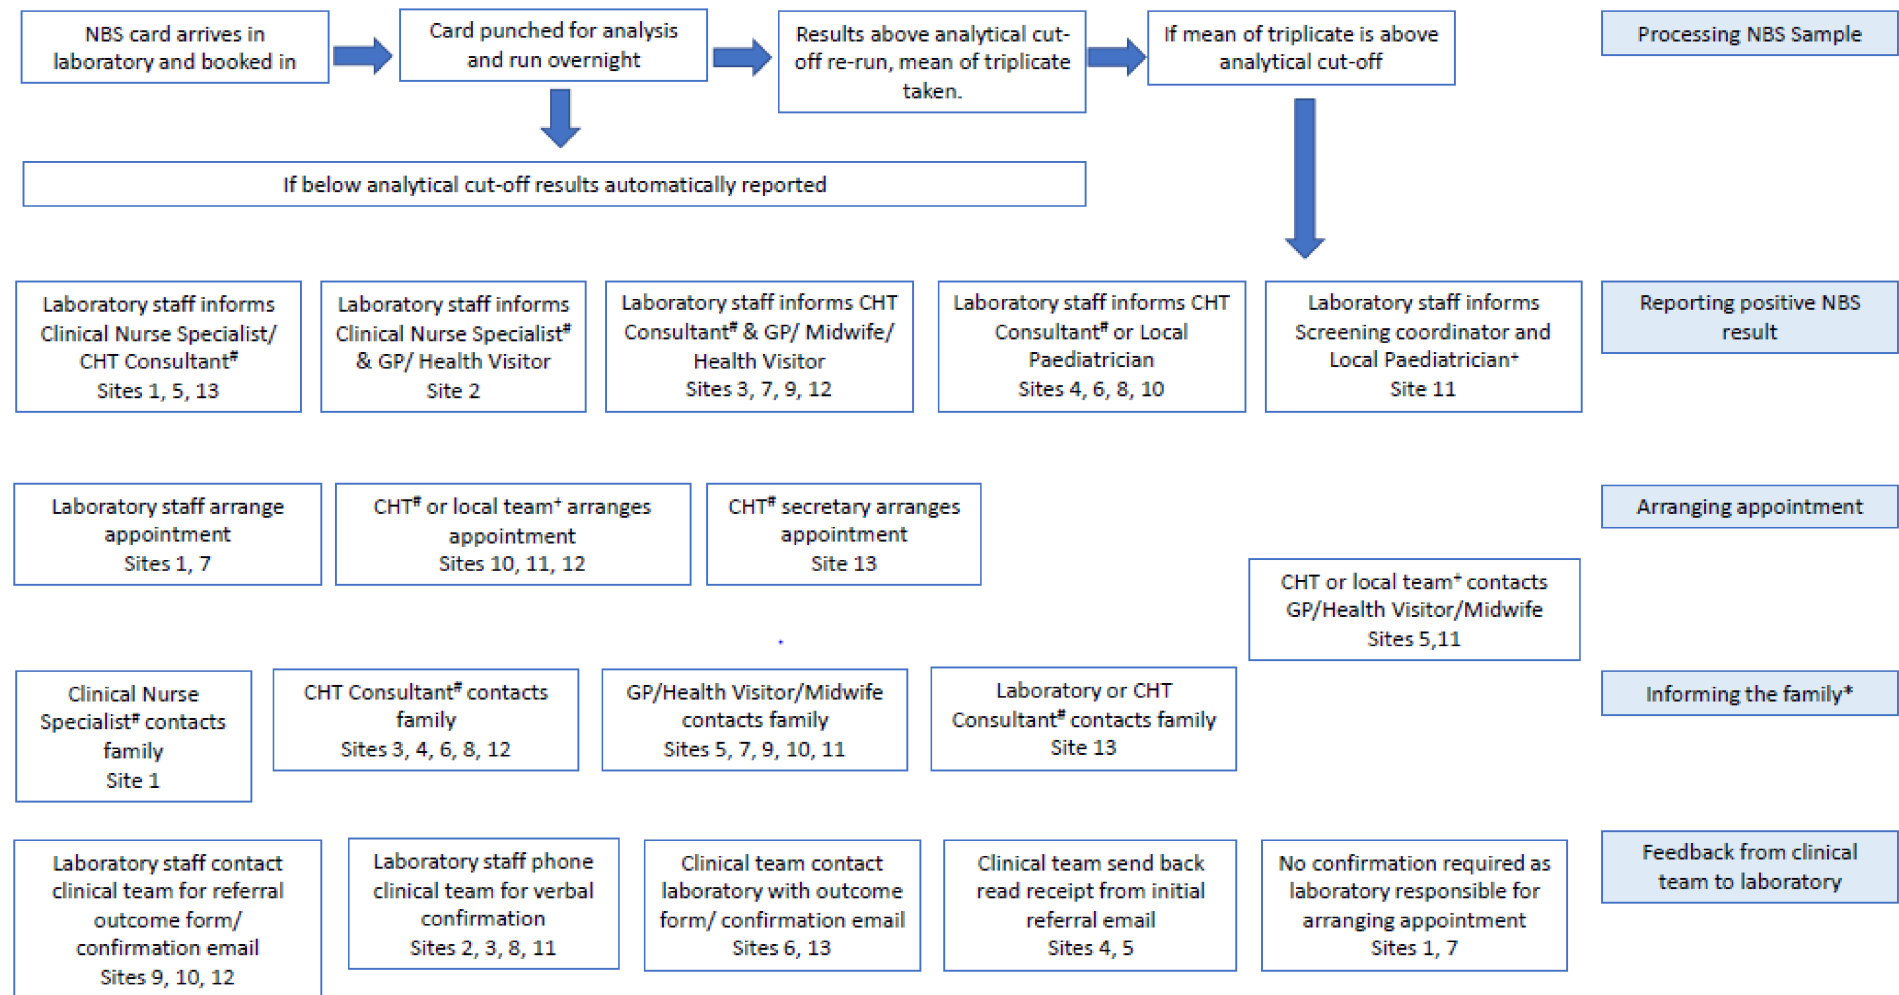 NBS card arrives in
laboratory and booked in
Card punched for analysis
and run overnight
Results above analytical cut-
off re-run, mean of triplicate
taken.
If mean of triplicate is above
analytical cut-off
Processing NBS Sample
If below analytical cut-off results automatically reported
Laboratory staff informs
Clinical Nurse Specialist/
CHT Consultant#
Sites 1, 5, 13
Laboratory staff informs
Clinical Nurse Specialist#
& GP/ Health Visitor
Site 2
Laboratory staff informs CHT
Consultant# & GP/ Midwife/
Health Visitor
Sites 3, 7, 9, 12
Laboratory staff informs CHT
Consultant# or Local
Paediatrician
Sites 4, 6, 8, 10
Laboratory staff informs
Screening coordinator and
Local Paediatrician+
Site 11
Reporting positive NBS
result
Laboratory staff arrange
appointment
Sites 1, 7
CHT# or local team+ arranges
appointment
Sites 10, 11, 12
CHT# secretary arranges
appointment
Site 13
Arranging appointment
CHT or local team+ contacts
GP/Health Visitor/Midwife
Sites 5,11
Clinical Nurse
Specialist# contacts
family
Site 1
CHT Consultant# contacts
family
Sites 3, 4, 6, 8, 12
GP/Health Visitor/Midwife
contacts family
Sites 5, 7, 9, 10, 11
Laboratory or CHT
Consultant# contacts family
Site 13
Informing the family*
Laboratory staff contact
clinical team for referral
outcome form/
confirmation email
Sites 9, 10, 12
Laboratory staff phone
clinical team for verbal
confirmation
Sites 2, 3, 8, 11
Clinical team contact
laboratory with outcome
form/ confirmation email
Sites 6, 13
Clinical team send back
read receipt from initial
referral email
Sites 4, 5
No confirmation required as
laboratory responsible for
arranging appointment
Sites 1, 7
Feedback from clinical
team to laboratory